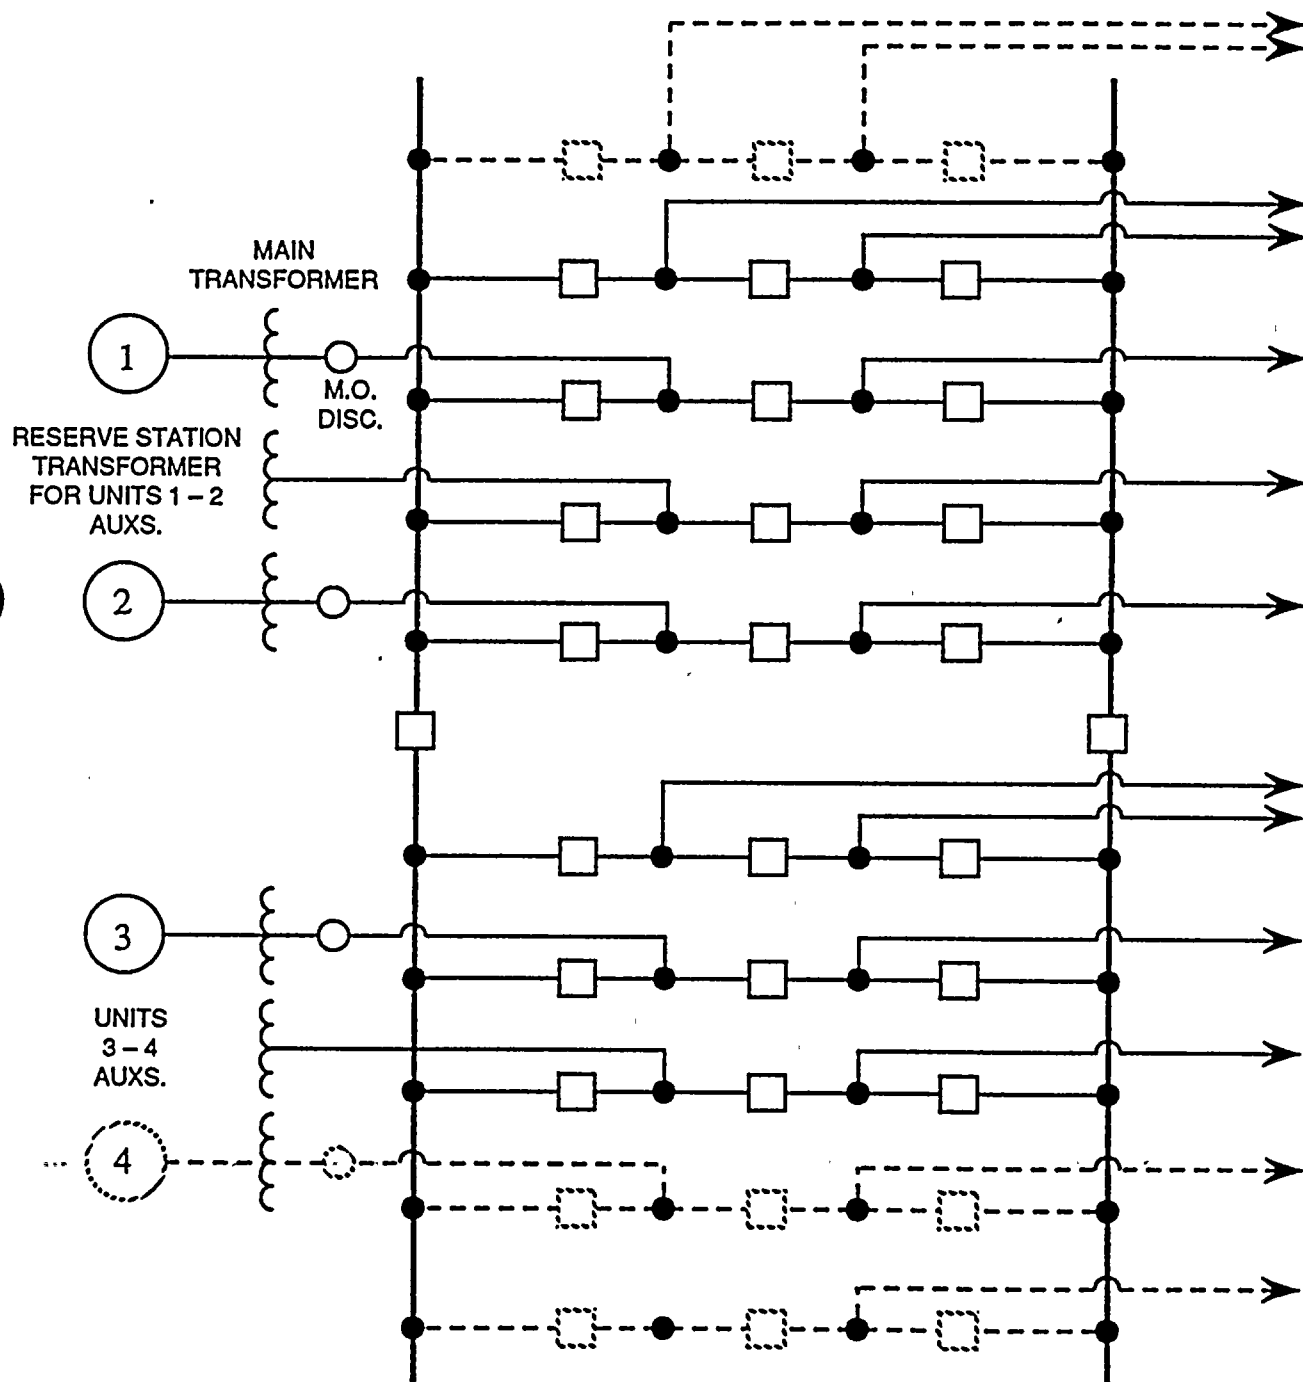 MAIN
TRANSFORMER
1
M.O.
DISC.
RESERVE STATION
TRANSFORMER
FOR UNITS 1 – 2
AUXS.
2
3
UNITS
3 – 4
AUXS.
4